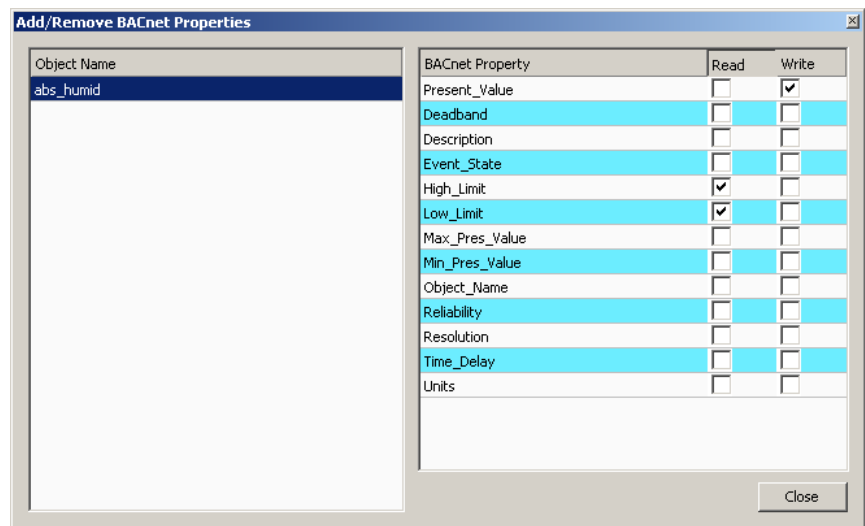 Add/Remove BACnet Properties
Object Name
abs_humid
BACnet Property Read Write
Present_Value
Deadband
Description
Event_State
High_Limit
Low_Limit
Max_Pres_Value
Min_Pres_Value
Object_Name
Reliability
Resolution
Time_Delay
Units
Close